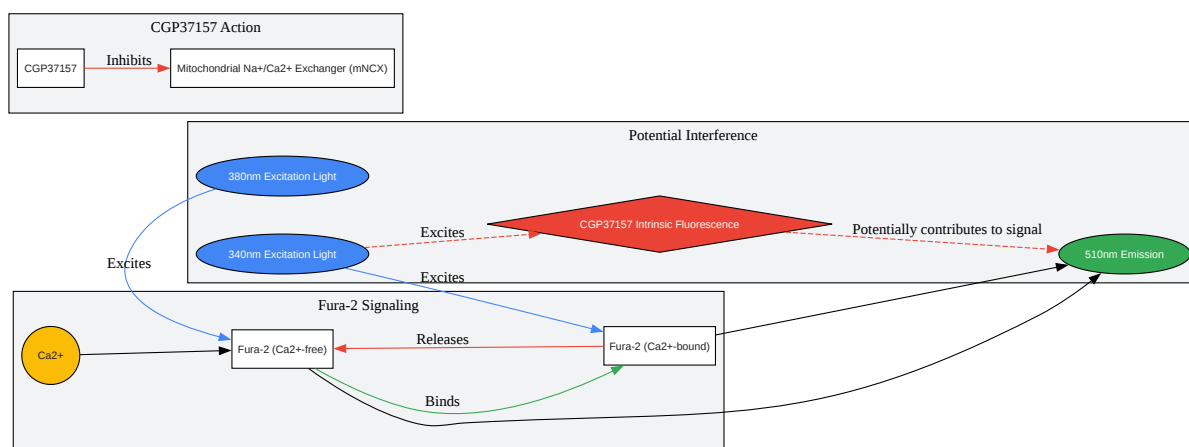 CGP37157 Action
CGP37157
Inhibits
Mitochondrial Na+/Ca2+ Exchanger (mNCX)
Potential Interference
380nm Excitation Light
340nm Excitation Light
Excites
CGP37157 Intrinsic Fluorescence
Potentially contributes to signal
510nm Emission
Excites
Excites
Fura-2 Signaling
Ca2+
Fura-2 (Ca2+-free)
Releases
Fura-2 (Ca2+-bound)
Binds